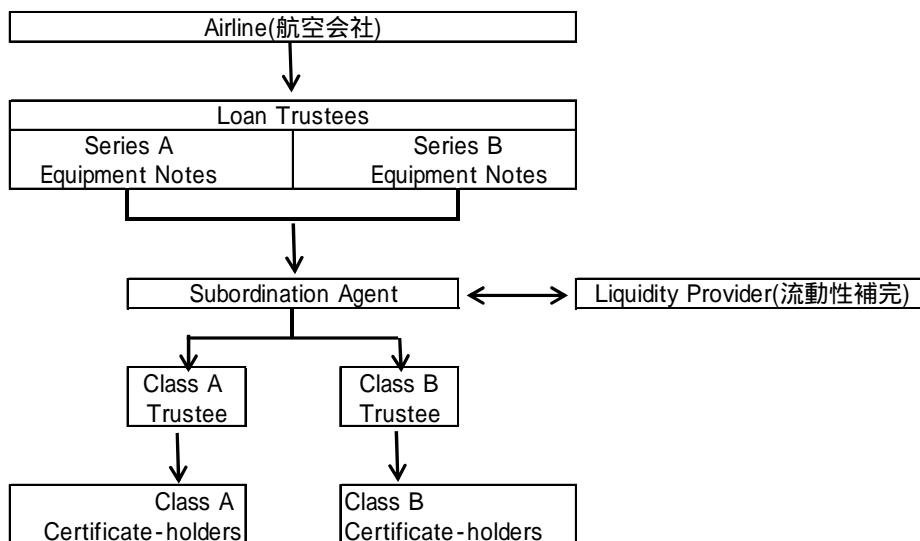 Airline(航空会社)
Loan Trustees
Series A
Equipment Notes
Series B
Equipment Notes
Subordination Agent
Liquidity Provider(流動性補完)
Class A
Trustee
Class B
Trustee
Class A
Certificate-holders
Class B
Certificate-holders